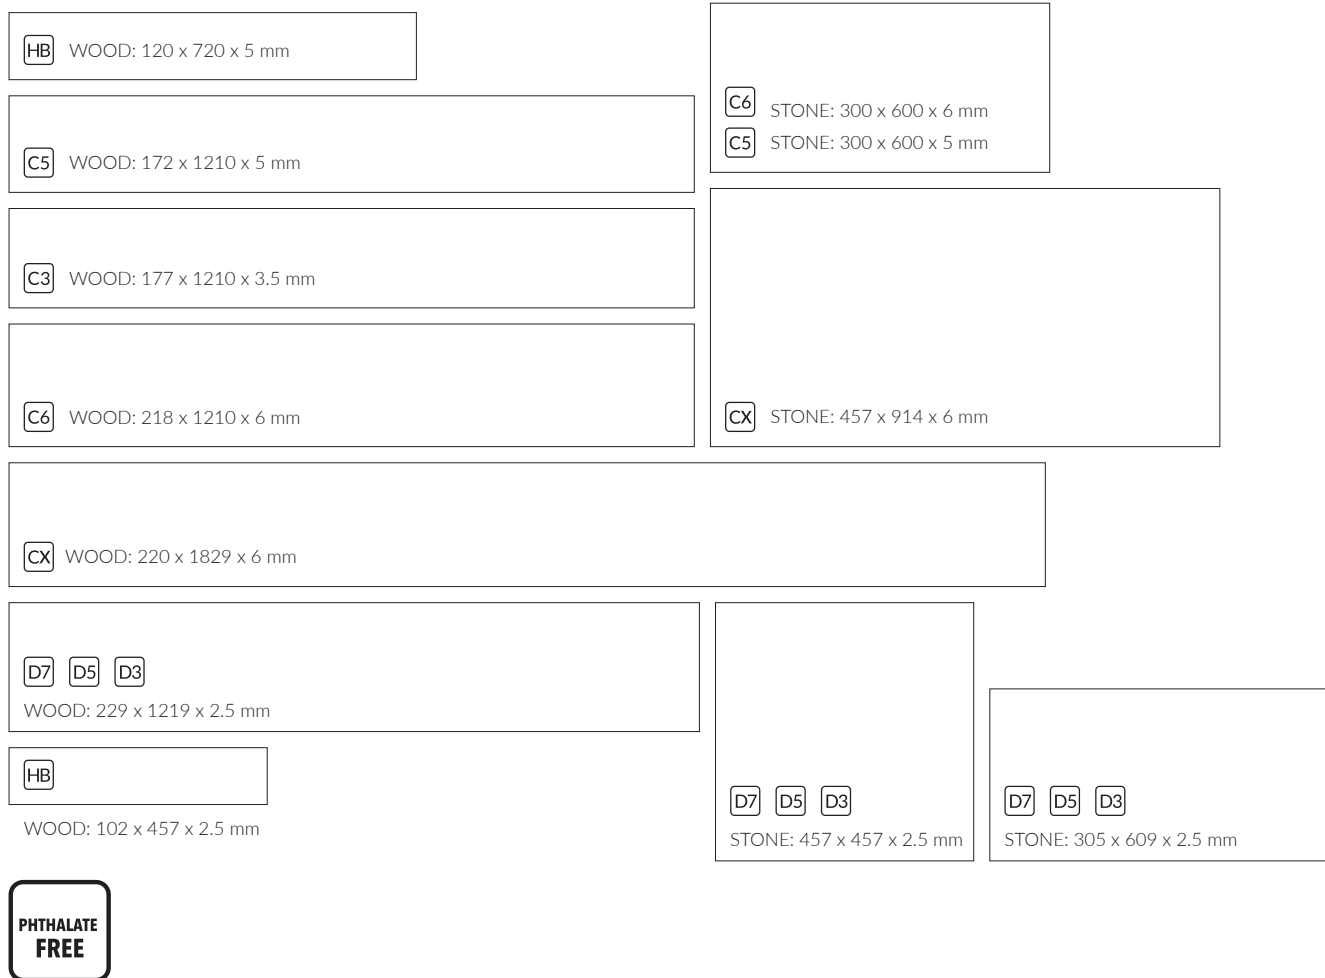 HB WOOD: 120 x 720 x 5 mm
C5 WOOD: 172 x 1210 x 5 mm
C3 WOOD: 177 x 1210 x 3.5 mm
C6 WOOD: 218 x 1210 x 6 mm
C6 STONE: 300 x 600 x 6 mm
C5 STONE: 300 x 600 x 5 mm
CX STONE: 457 x 914 x 6 mm
CX WOOD: 220 x 1829 x 6 mm
D7 D5 D3
WOOD: 229 x 1219 x 2.5 mm
HB
WOOD: 102 x 457 x 2.5 mm
D7 D5 D3
STONE: 457 x 457 x 2.5 mm
D7 D5 D3
STONE: 305 x 609 x 2.5 mm
PHTHALATE
FREE